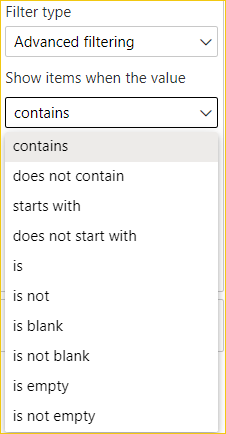 Filter type
Advanced filtering
Show items when the value
contains
contains
does not contain
starts with
does not start with
is
is not
is blank
is not blank
is empty
is not empty